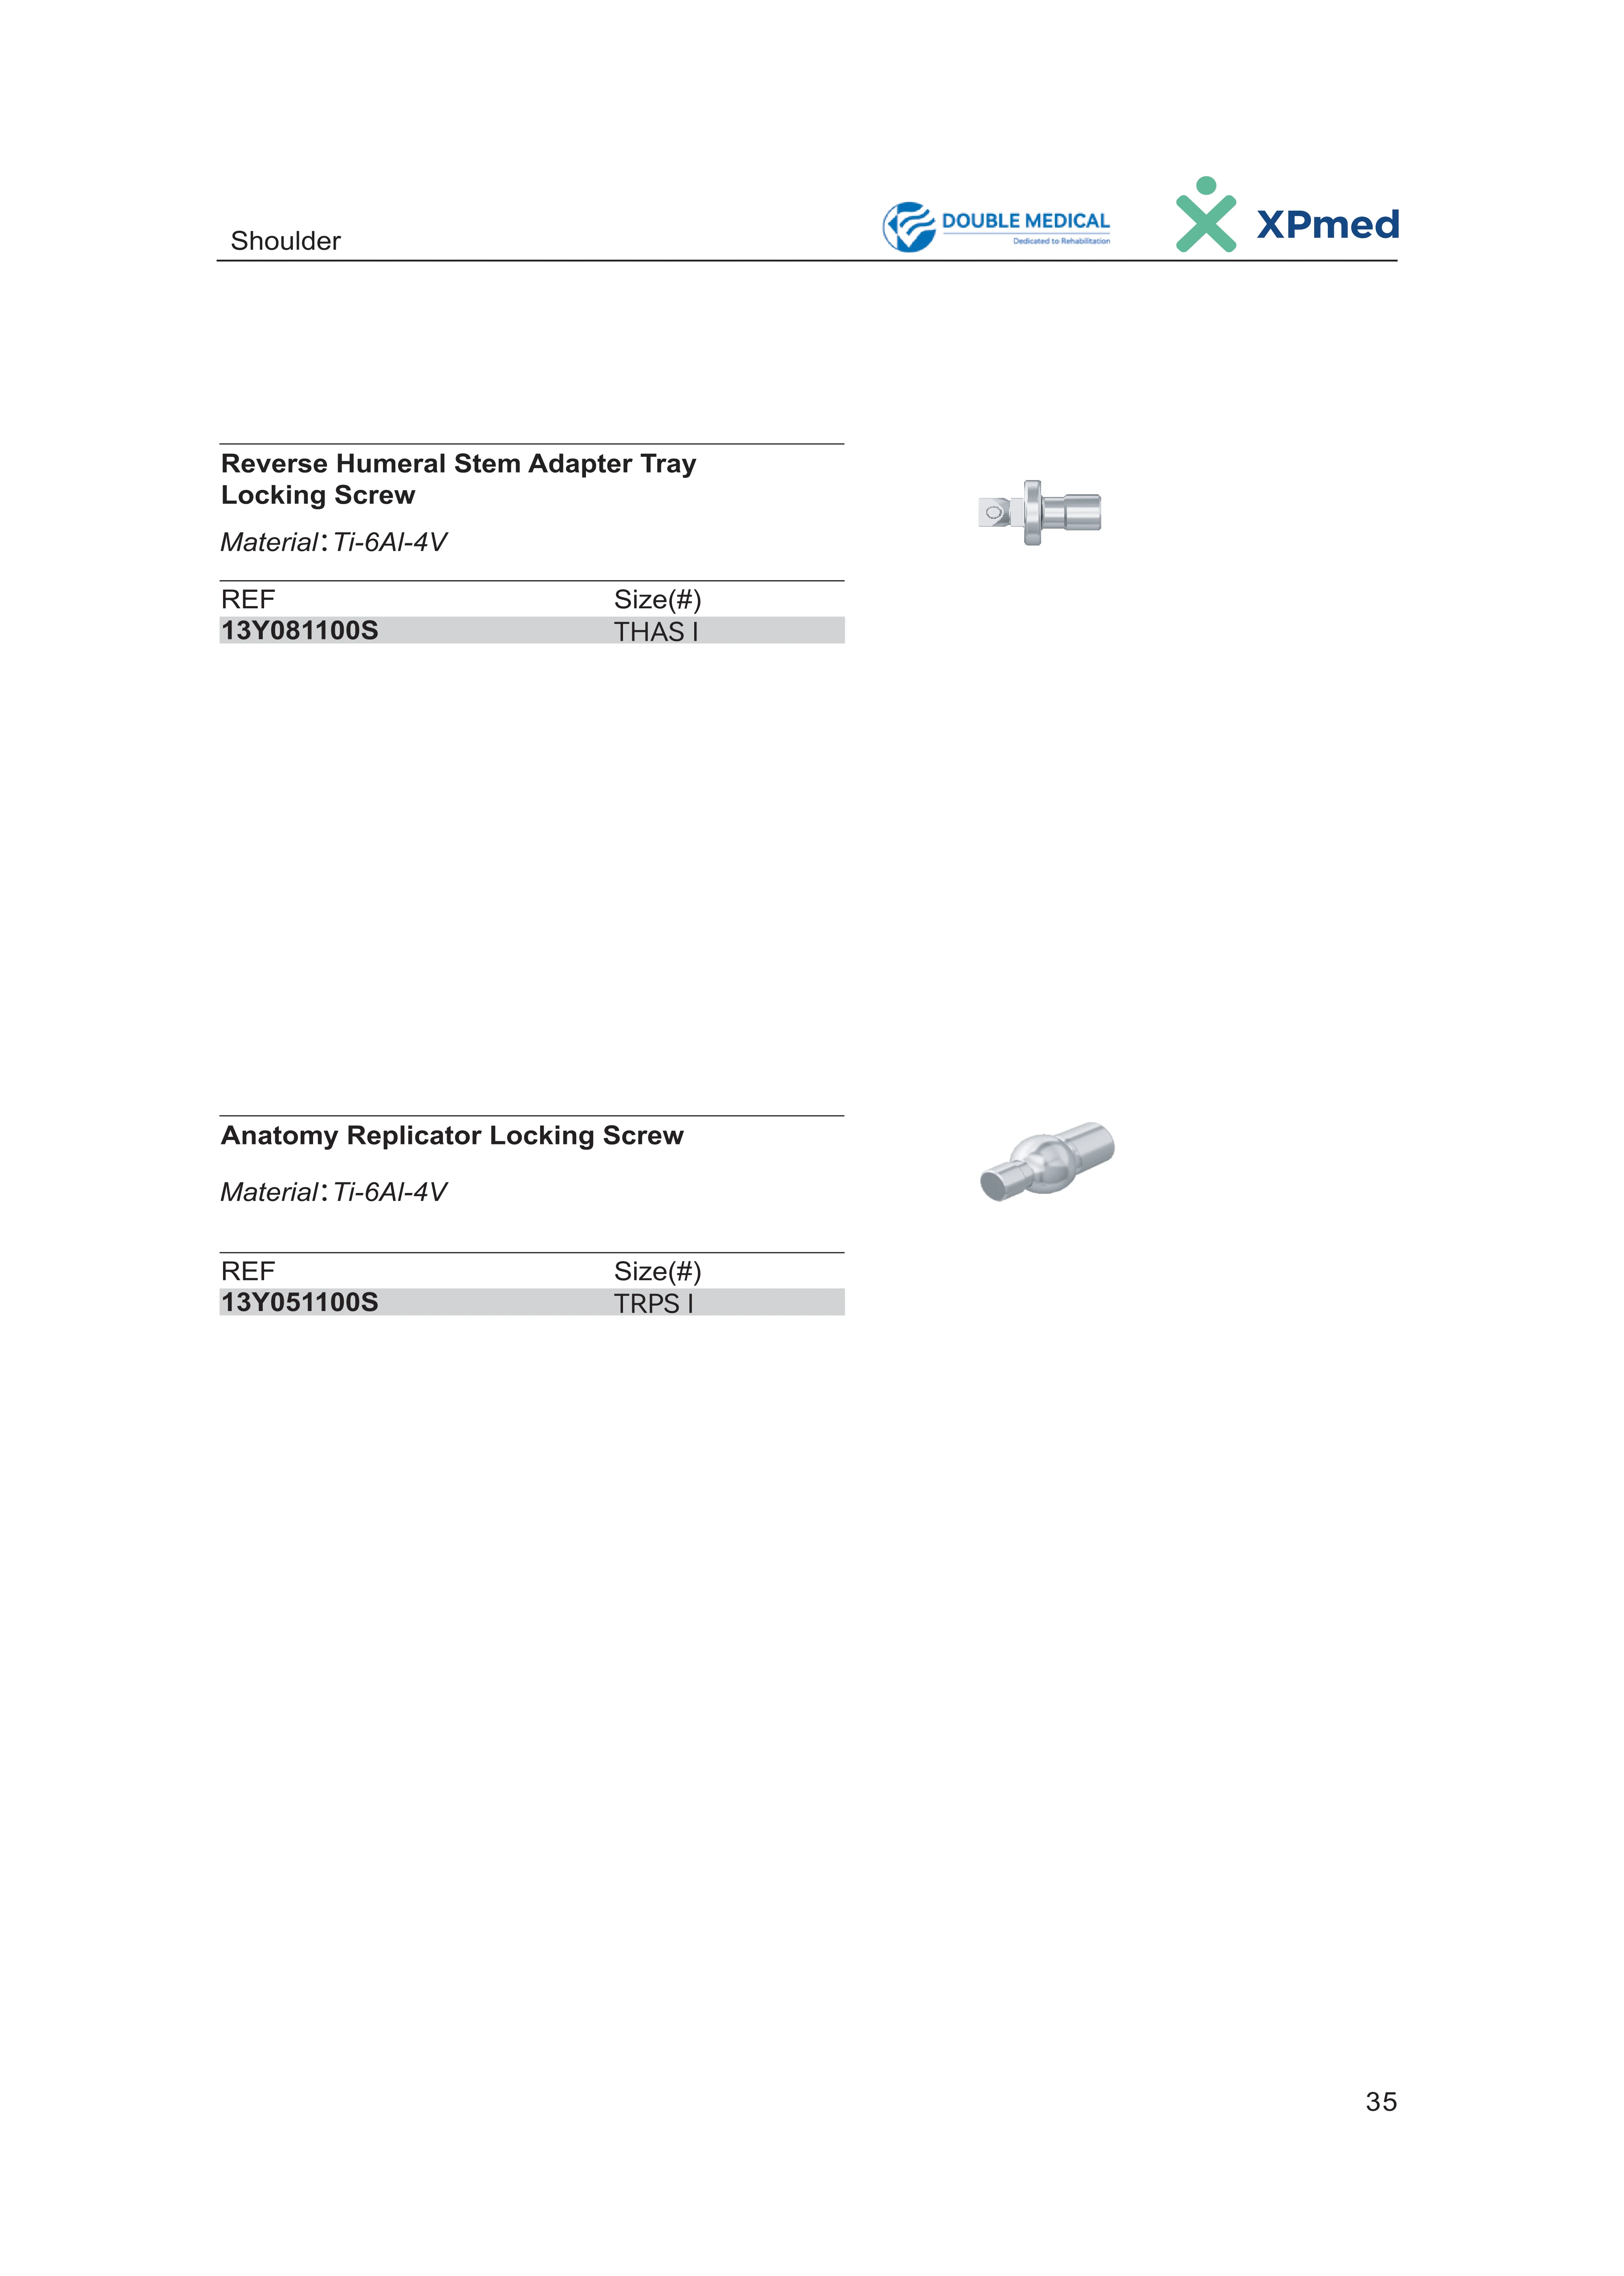 Shoulder
DOUBLE MEDICAL
Dedicated to Rehabilitation
XPmed
Reverse Humeral Stem Adapter Tray
Locking Screw
Material:Ti-6Al-4V
REF Size(#)
13Y081100S THAS I
Anatomy Replicator Locking Screw
Material:Ti-6Al-4V
REF Size(#)
13Y051100S TRPS I
35